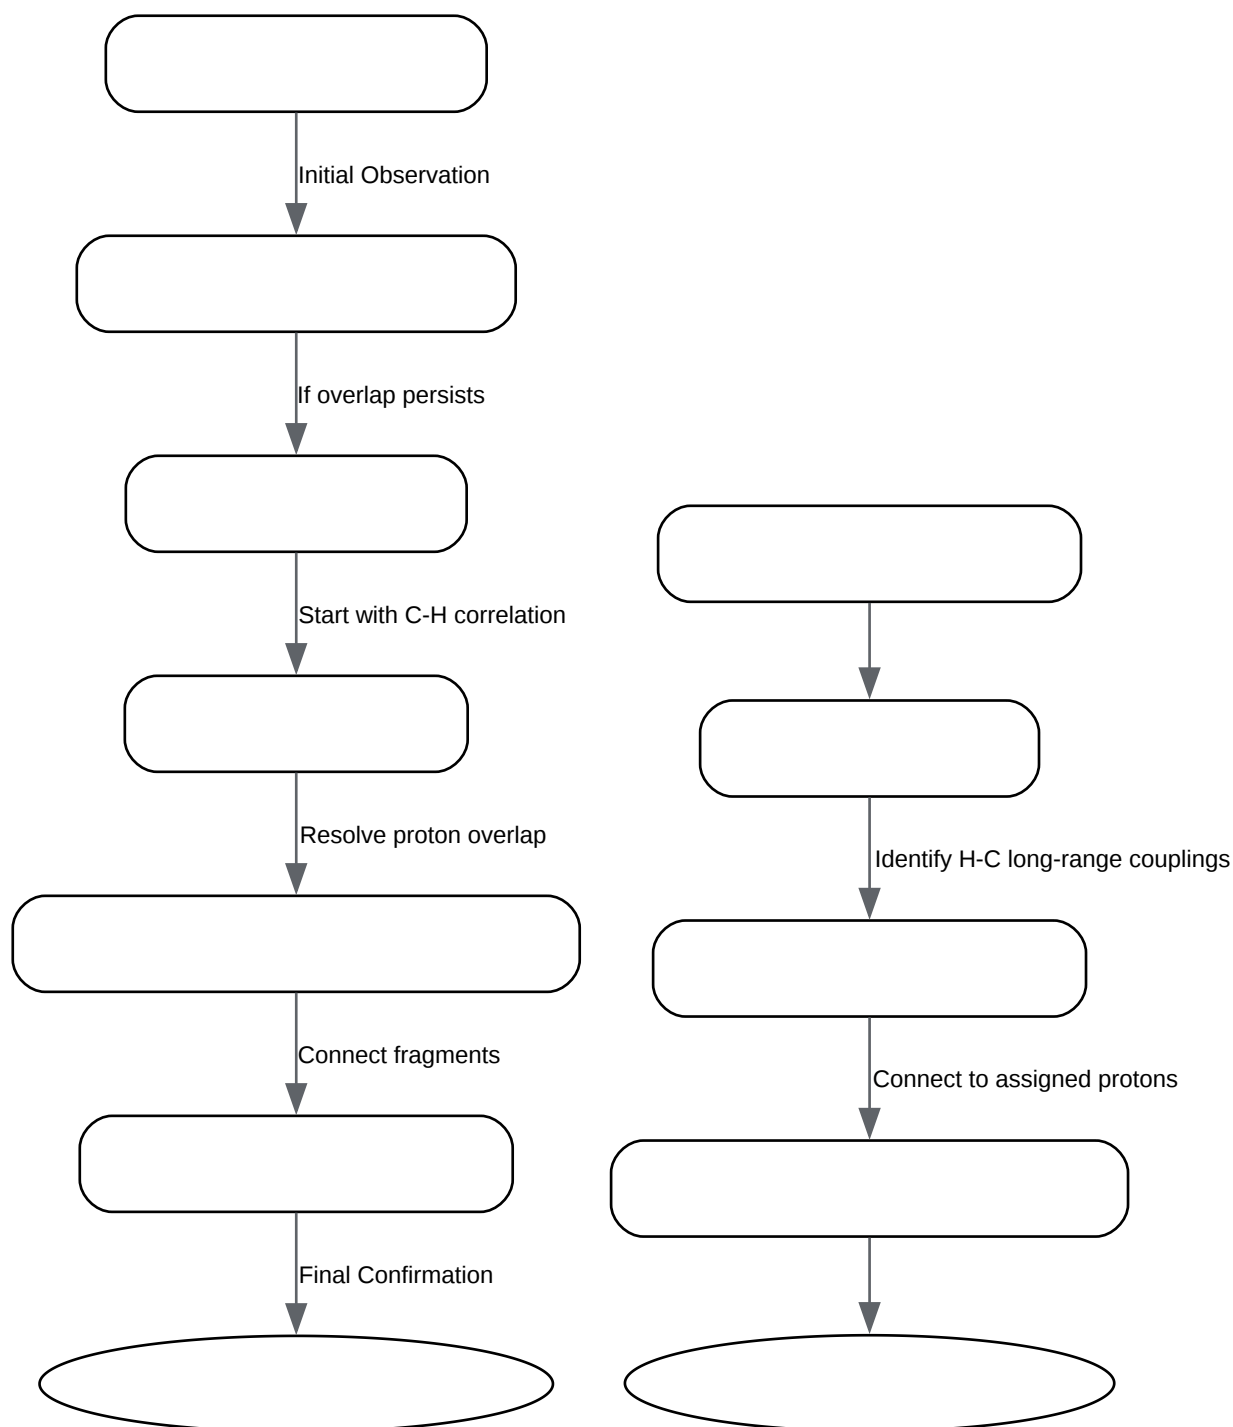 Initial Observation
If overlap persists
Start with C-H correlation
Resolve proton overlap
Connect fragments
Final Confirmation
Identify H-C long-range couplings
Connect to assigned protons